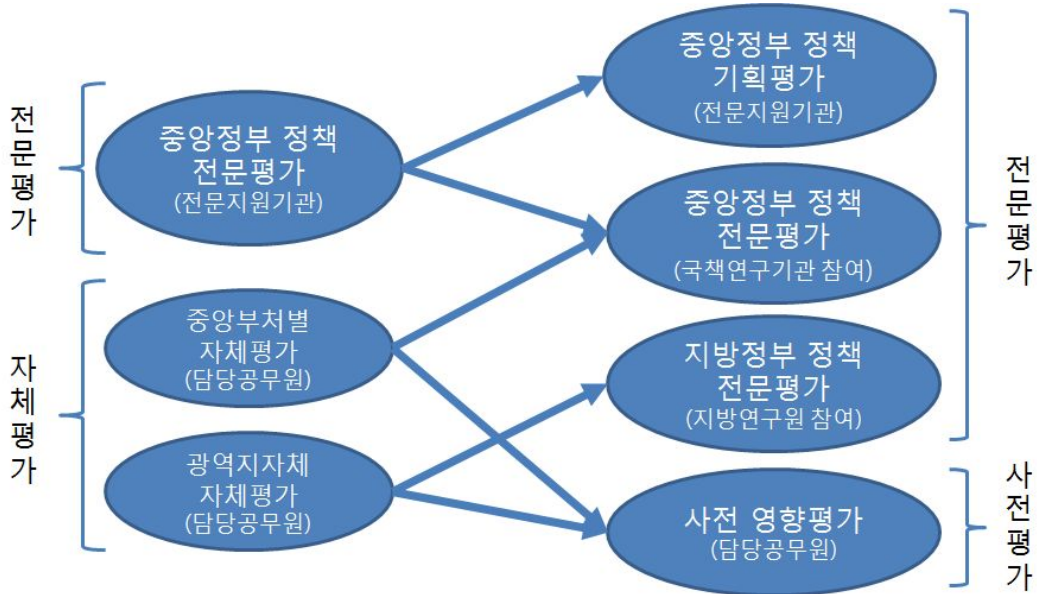 전문평가
중앙정부 정책
전문평가
(전문지원기관)
자체평가
중앙부처별
자체평가
(담당공무원)
광역지자체
자체평가
(담당공무원)
중앙정부 정책
기획평가
(전문지원기관)
중앙정부 정책
전문평가
(국책연구기관 참여)
지방정부 정책
전문평가
(지방연구원 참여)
전문평가
사전 영향평가
(담당공무원)
사전평가